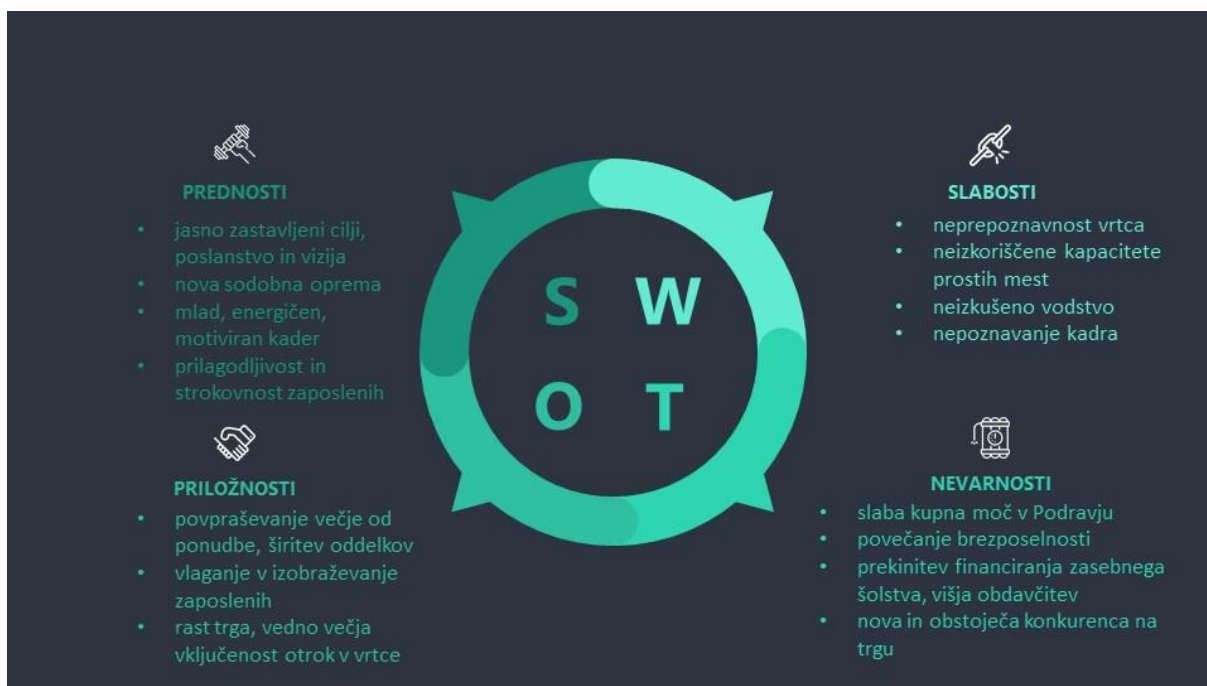 PREDNOSTI
• jasno zastavljeni cilji,
poslanstvo in vizija
• nova sodobna oprema
• mlad, energičen,
motiviran kader
• prilagodljivost in
strokovnost zaposlenih
SLABOSTI
• neprepoznavnost vrtca
• neizkoriščene kapacitete
prostih mest
• neizkušeno vodstvo
• nepoznavanje kadra
S W
O T
PRILOŽNOSTI
• povpraševanje večje od
ponudbe, širitev oddelkov
• vlaganje v izobraževanje
zaposlenih
• rast trga, vedno večja
vključenost otrok v vrtce
NEVARNOSTI
• slaba kupna moč v Podravju
• povečanje brezposelnosti
• prekinitev financiranja zasebnega
šolstva, višja obdavčitev
• nova in obstoječa konkurenca na
trgu